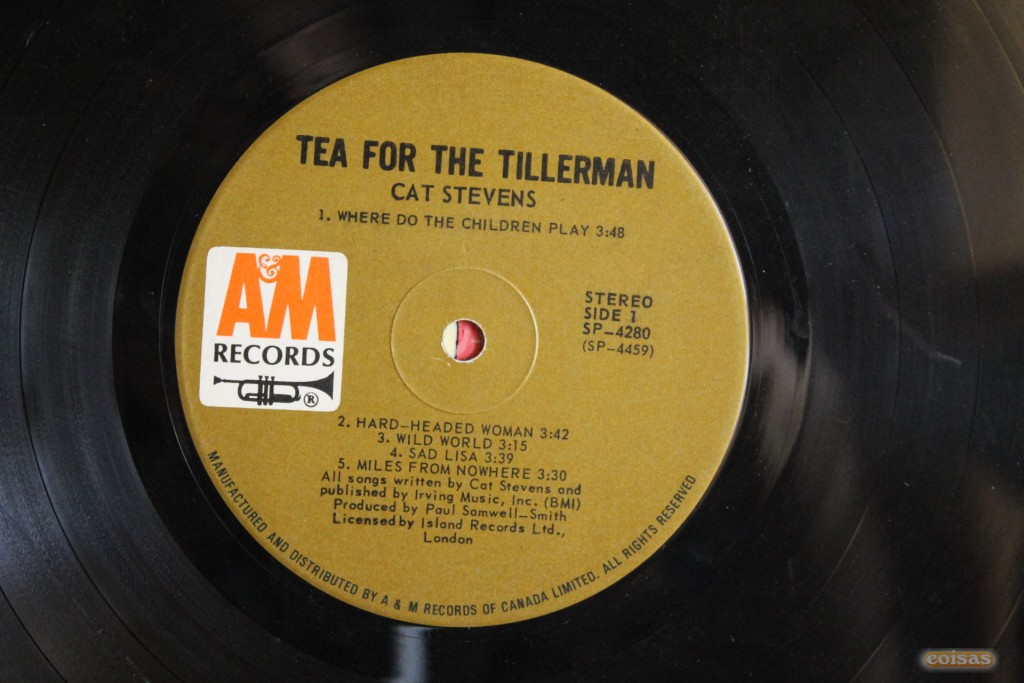 TEA FOR THE TILLERMAN
CAT STEVENS
1. WHERE DO THE CHILDREN PLAY 3:48
A&M
RECORDS
®
STEREO
SIDE 1
SP-4280
(SP-4459)
2. HARD-HEADED WOMAN 3:42
3. WILD WORLD 3:15
4. SAD LISA 3:39
5. MILES FROM NOWHERE 3:30
All songs written by Cat Stevens and
published by Irving Music, Inc. (BMI)
Produced by Paul Samwell-Smith
Licensed by Island Records Ltd.,
London
MANUFACTURED AND DISTRIBUTED BY A & M RECORDS OF CANADA LIMITED. ALL RIGHTS RESERVED
coisas